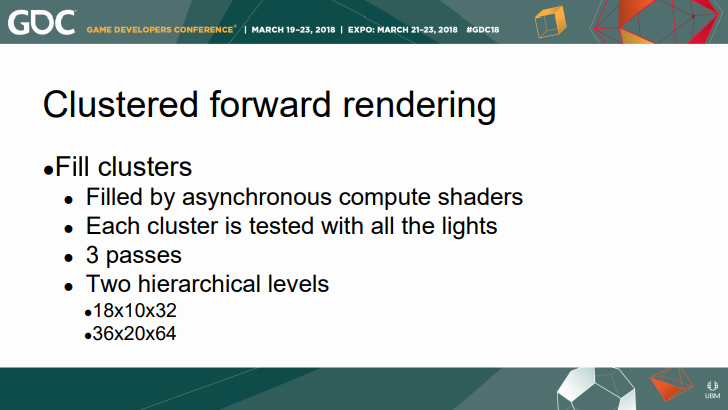 GDC GAME DEVELOPERS CONFERENCE® | MARCH 19–23, 2018 | EXPO: MARCH 21–23, 2018 #GDC18
Clustered forward rendering
●Fill clusters
● Filled by asynchronous compute shaders
● Each cluster is tested with all the lights
● 3 passes
● Two hierarchical levels
●18x10x32
●36x20x64
UBM